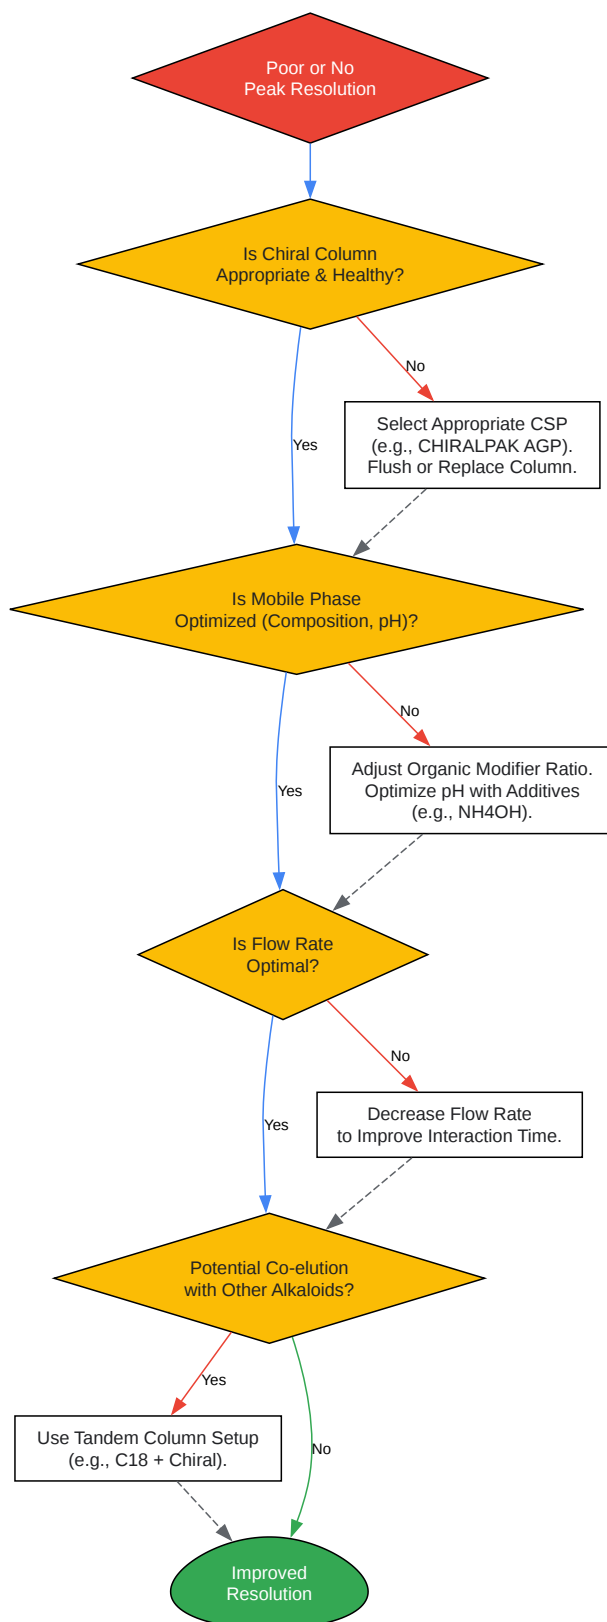 Poor or No
Peak Resolution
Is Chiral Column
Appropriate & Healthy?
No
Select Appropriate CSP
(e.g., CHIRALPAK AGP).
Flush or Replace Column.
Yes
Is Mobile Phase
Optimized (Composition, pH)?
No
Adjust Organic Modifier Ratio.
Optimize pH with Additives
(e.g., NH4OH).
Yes
Is Flow Rate
Optimal?
No
Decrease Flow Rate
to Improve Interaction Time.
Yes
Potential Co-elution
with Other Alkaloids?
Yes
Use Tandem Column Setup
(e.g., C18 + Chiral).
No
Improved
Resolution